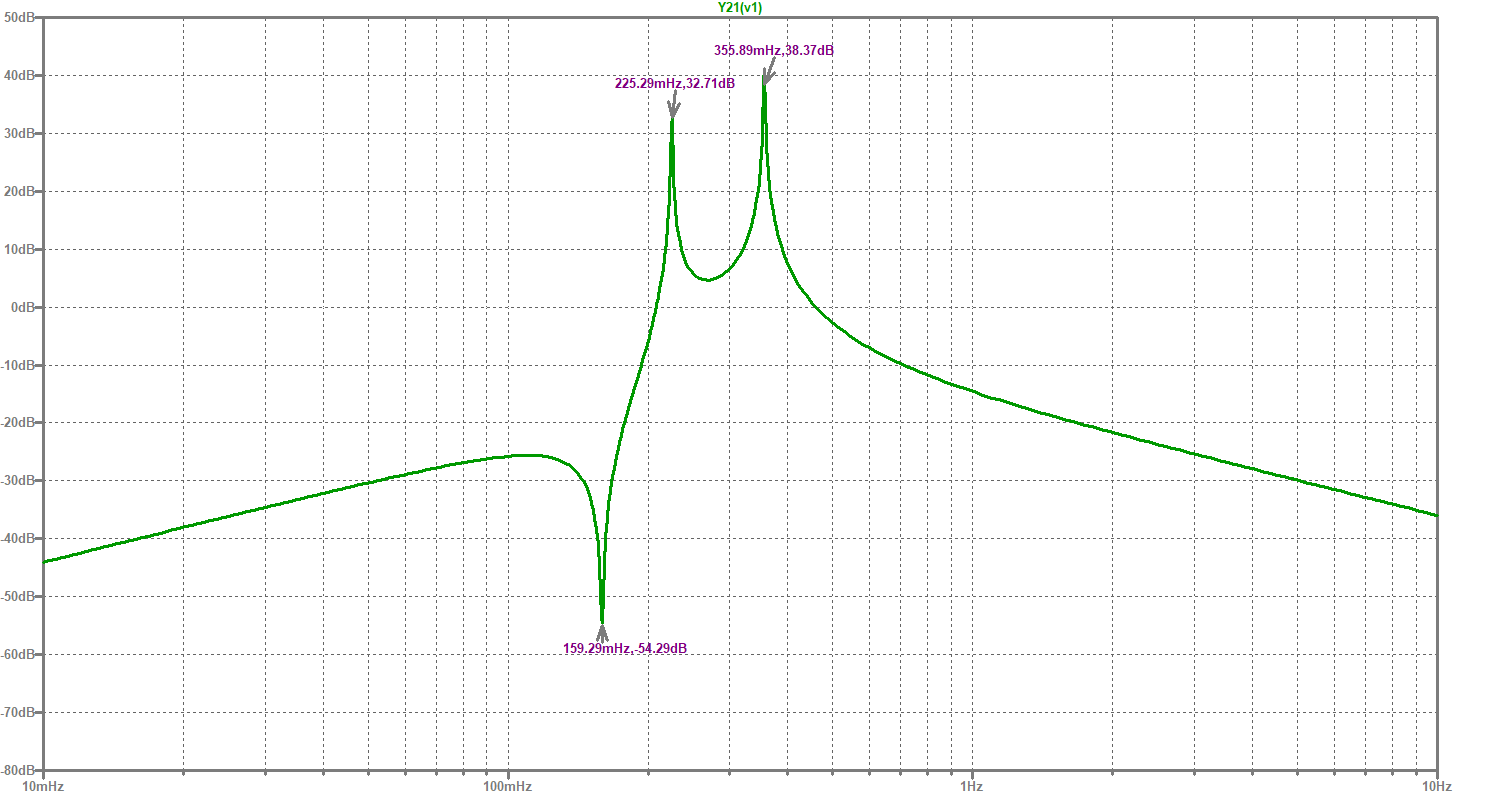 Y21(v1)
50dB
40dB
30dB
20dB
10dB
0dB
-10dB
-20dB
-30dB
-40dB
-50dB
-60dB
-70dB
-80dB
355.89mHz,38.37dB
225.29mHz,32.71dB
159.29mHz,-54.29dB
10mHz 100mHz 1Hz 10Hz